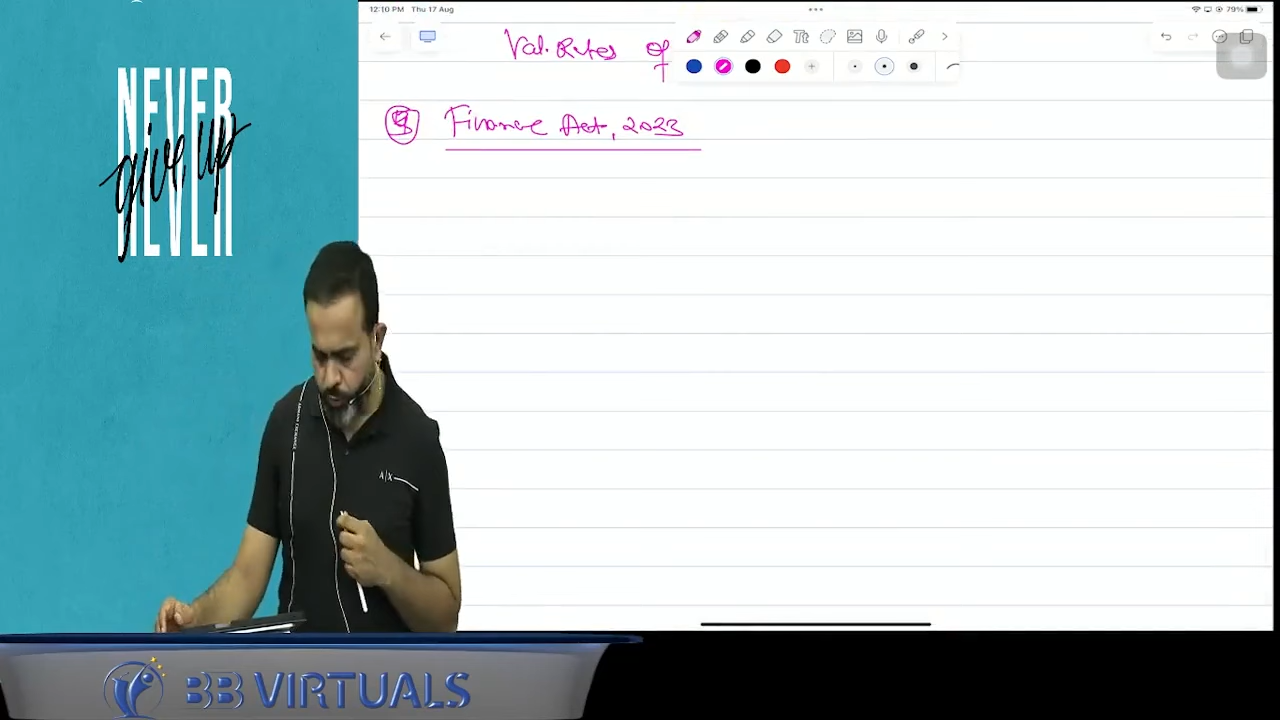 12:10 PM Thu 17 Aug
79%
Val. Rules of
NEVER
give up
NEVER
Finance Act, 2023
A|X
BB VIRTUALS